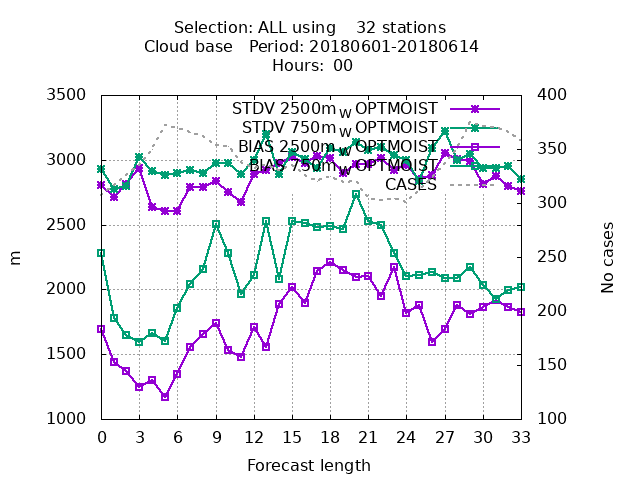 Selection: ALL using    32 stations
Cloud base   Period: 20180601-20180614
Hours:  00
3500
3000
2500
2000
1500
1000
m
400
350
300
250
200
150
100
No cases
STDV 2500m_W OPTMOIST
STDV 750m_W OPTMOIST
BIAS 2500m_W OPTMOIST
BIAS 750m_W OPTMOIST
CASES
0 3 6 9 12 15 18 21 24 27 30 33
Forecast length